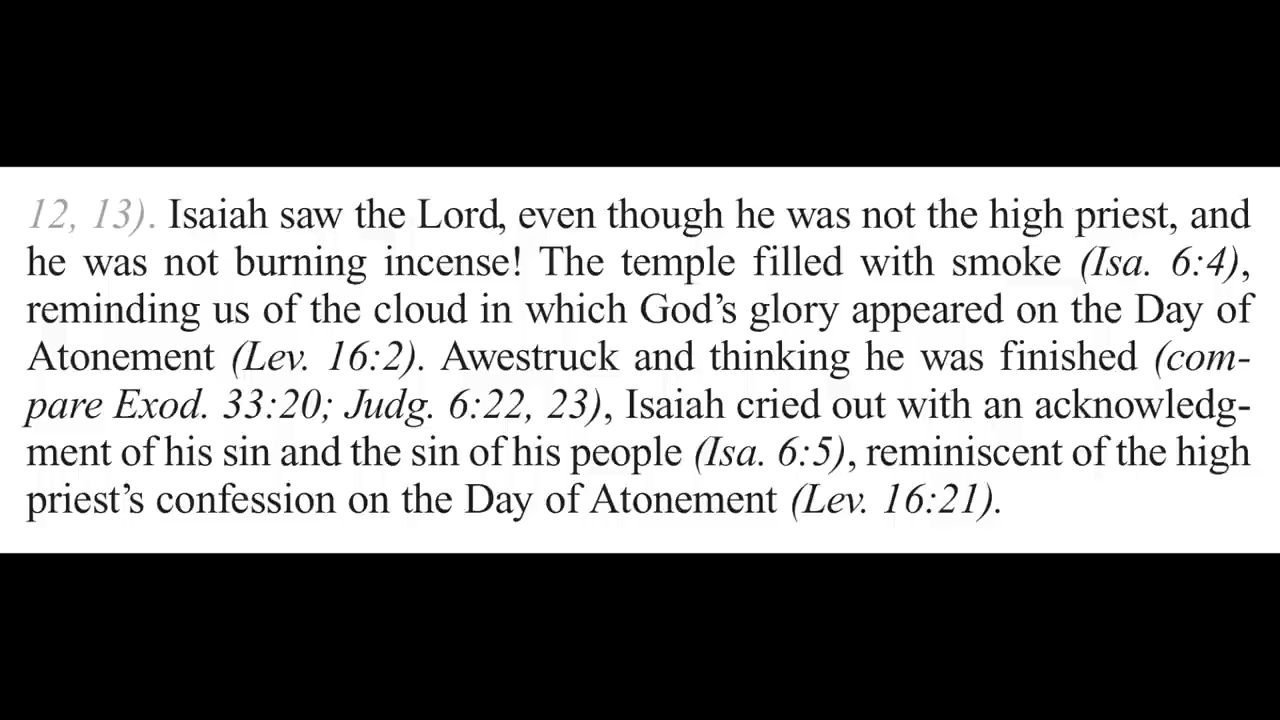 12, 13). Isaiah saw the Lord, even though he was not the high priest, and
he was not burning incense! The temple filled with smoke (Isa. 6:4),
reminding us of the cloud in which God’s glory appeared on the Day of
Atonement (Lev. 16:2). Awestruck and thinking he was finished (com-
pare Exod. 33:20; Judg. 6:22, 23), Isaiah cried out with an acknowledg-
ment of his sin and the sin of his people (Isa. 6:5), reminiscent of the high
priest’s confession on the Day of Atonement (Lev. 16:21).